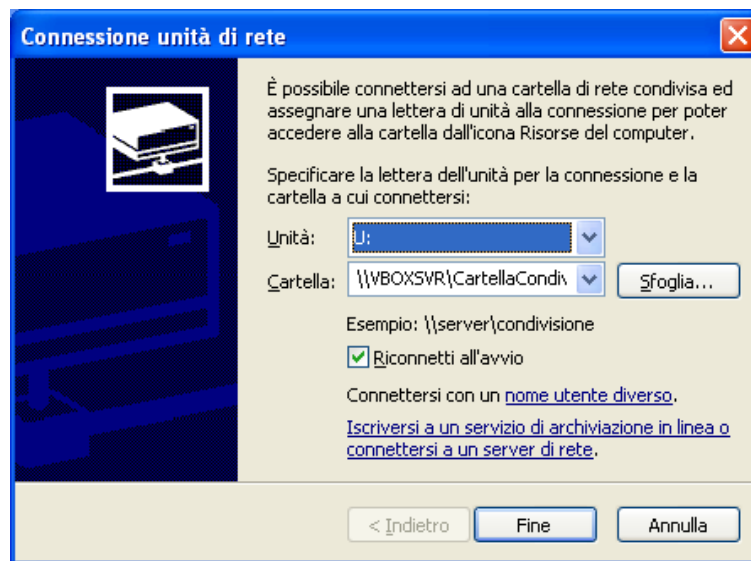 Connessione unità di rete
È possibile connettersi ad una cartella di rete condivisa ed
assegnare una lettera di unità alla connessione per poter
accedere alla cartella dall'icona Risorse del computer.
Specificare la lettera dell'unità per la connessione e la
cartella a cui connettersi:
Unità: U:
Cartella: \\VBOXSVR\CartellaCondiv Sfoglia...
Esempio: \\server\condivisione
Riconnetti all'avvio
Connettersi con un nome utente diverso.
Iscriversi a un servizio di archiviazione in linea o
connettersi a un server di rete.
< Indietro Fine Annulla